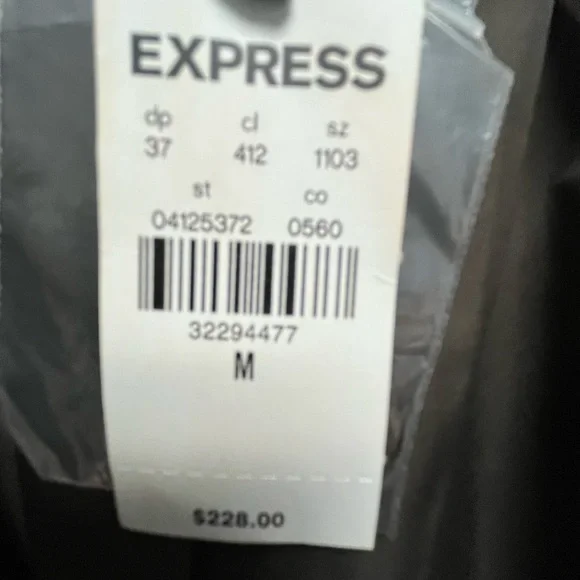 EXPRESS
dp cl sz
37 412 1103
st co
04125372 0560
32294477
M
$228.00